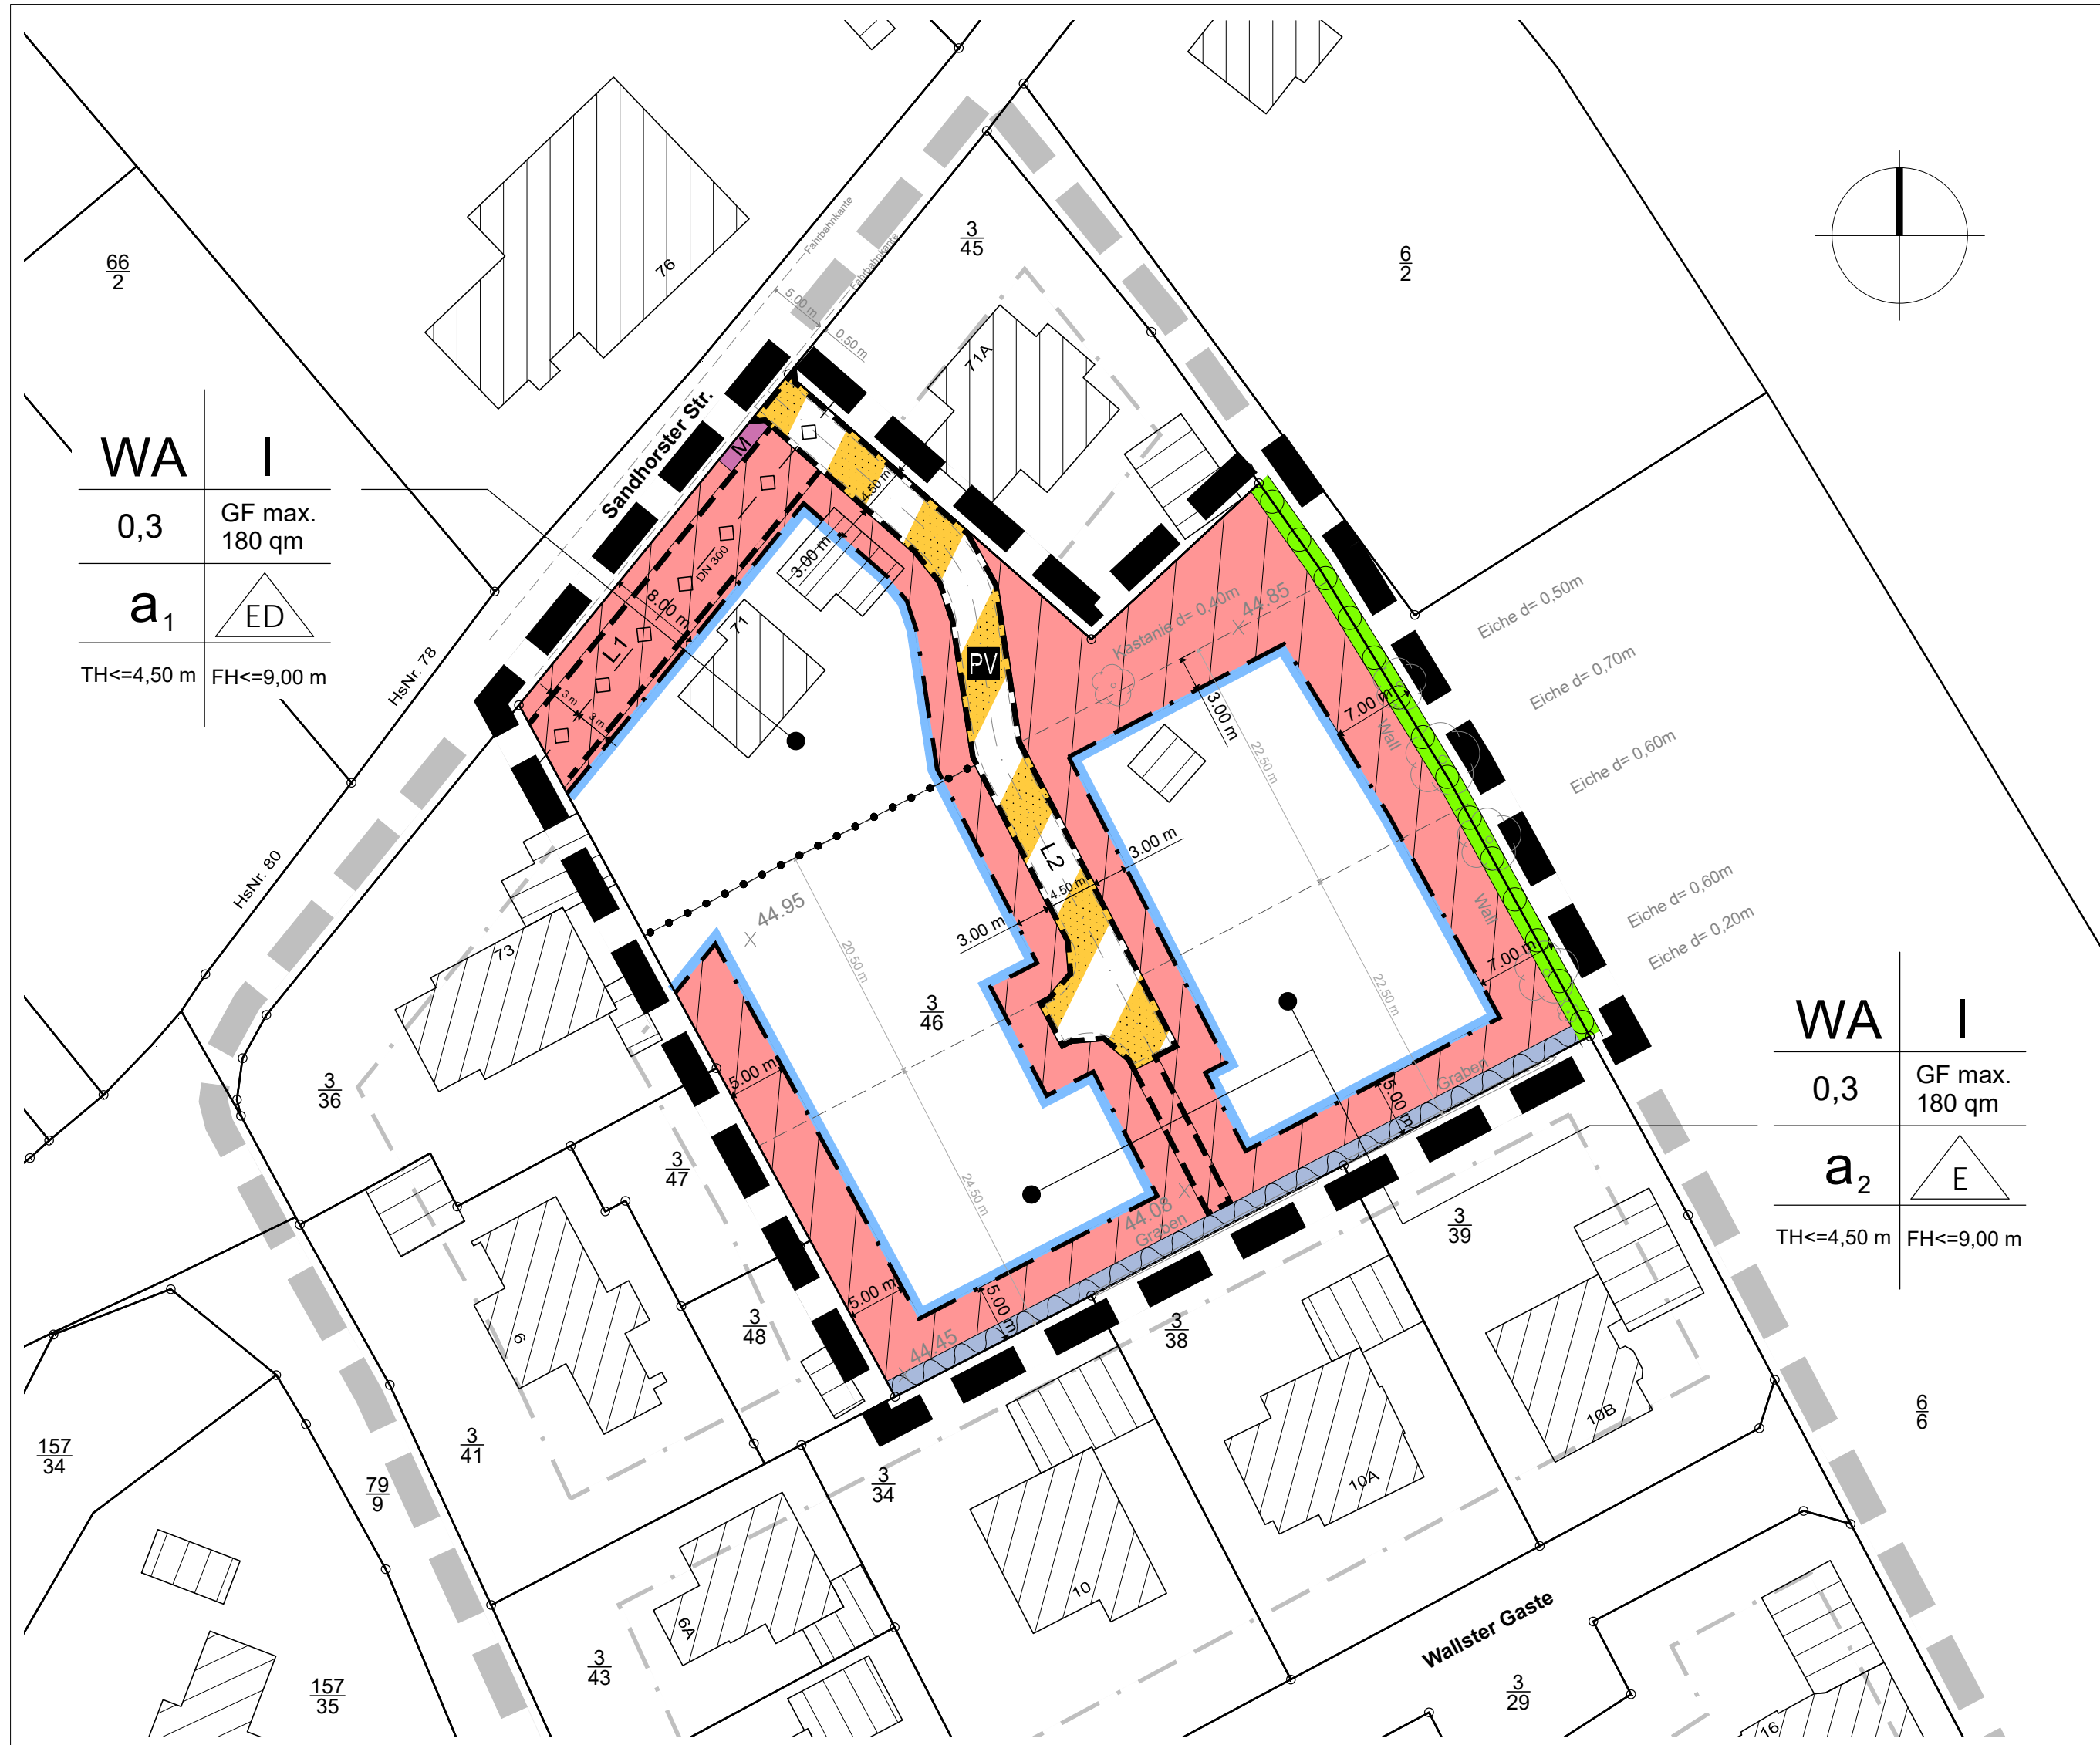 66
2
76
Fahrbahnkante
Fahrbahnkante
5.00 m
0.50 m
3
45
6
2
71A
Sandhorster Str.
M
WA I
0,3 GF max.
180 qm
a1 ED
TH<=4,50 m FH<=9,00 m
4.50 m
3.00 m
DN 300
8.00 m
71
L1
3 m
3 m
HsNr. 78
HsNr. 80
PV
Kastanie d= 0,40m
44.85
Eiche d= 0,50m
Eiche d= 0,70m
Eiche d= 0,60m
Eiche d= 0,60m
Eiche d= 0,20m
3.00 m
22.50 m
7.00 m
Wall
Wall
7.00 m
L2
3.00 m
4.50 m
3.00 m
44.95
20.50 m
22.50 m
73
3
46
3
36
5.00 m
Graben
5.00 m
WA I
0,3 GF max.
180 qm
a2 E
TH<=4,50 m FH<=9,00 m
3
47
24.50 m
44.08
Graben
3
39
5.00 m
5.00 m
44.45
3
48
3
38
6
10B
6
6
157
34
3
41
79
9
3
34
10A
10
6A
Wallster Gaste
3
43
157
35
3
29
16